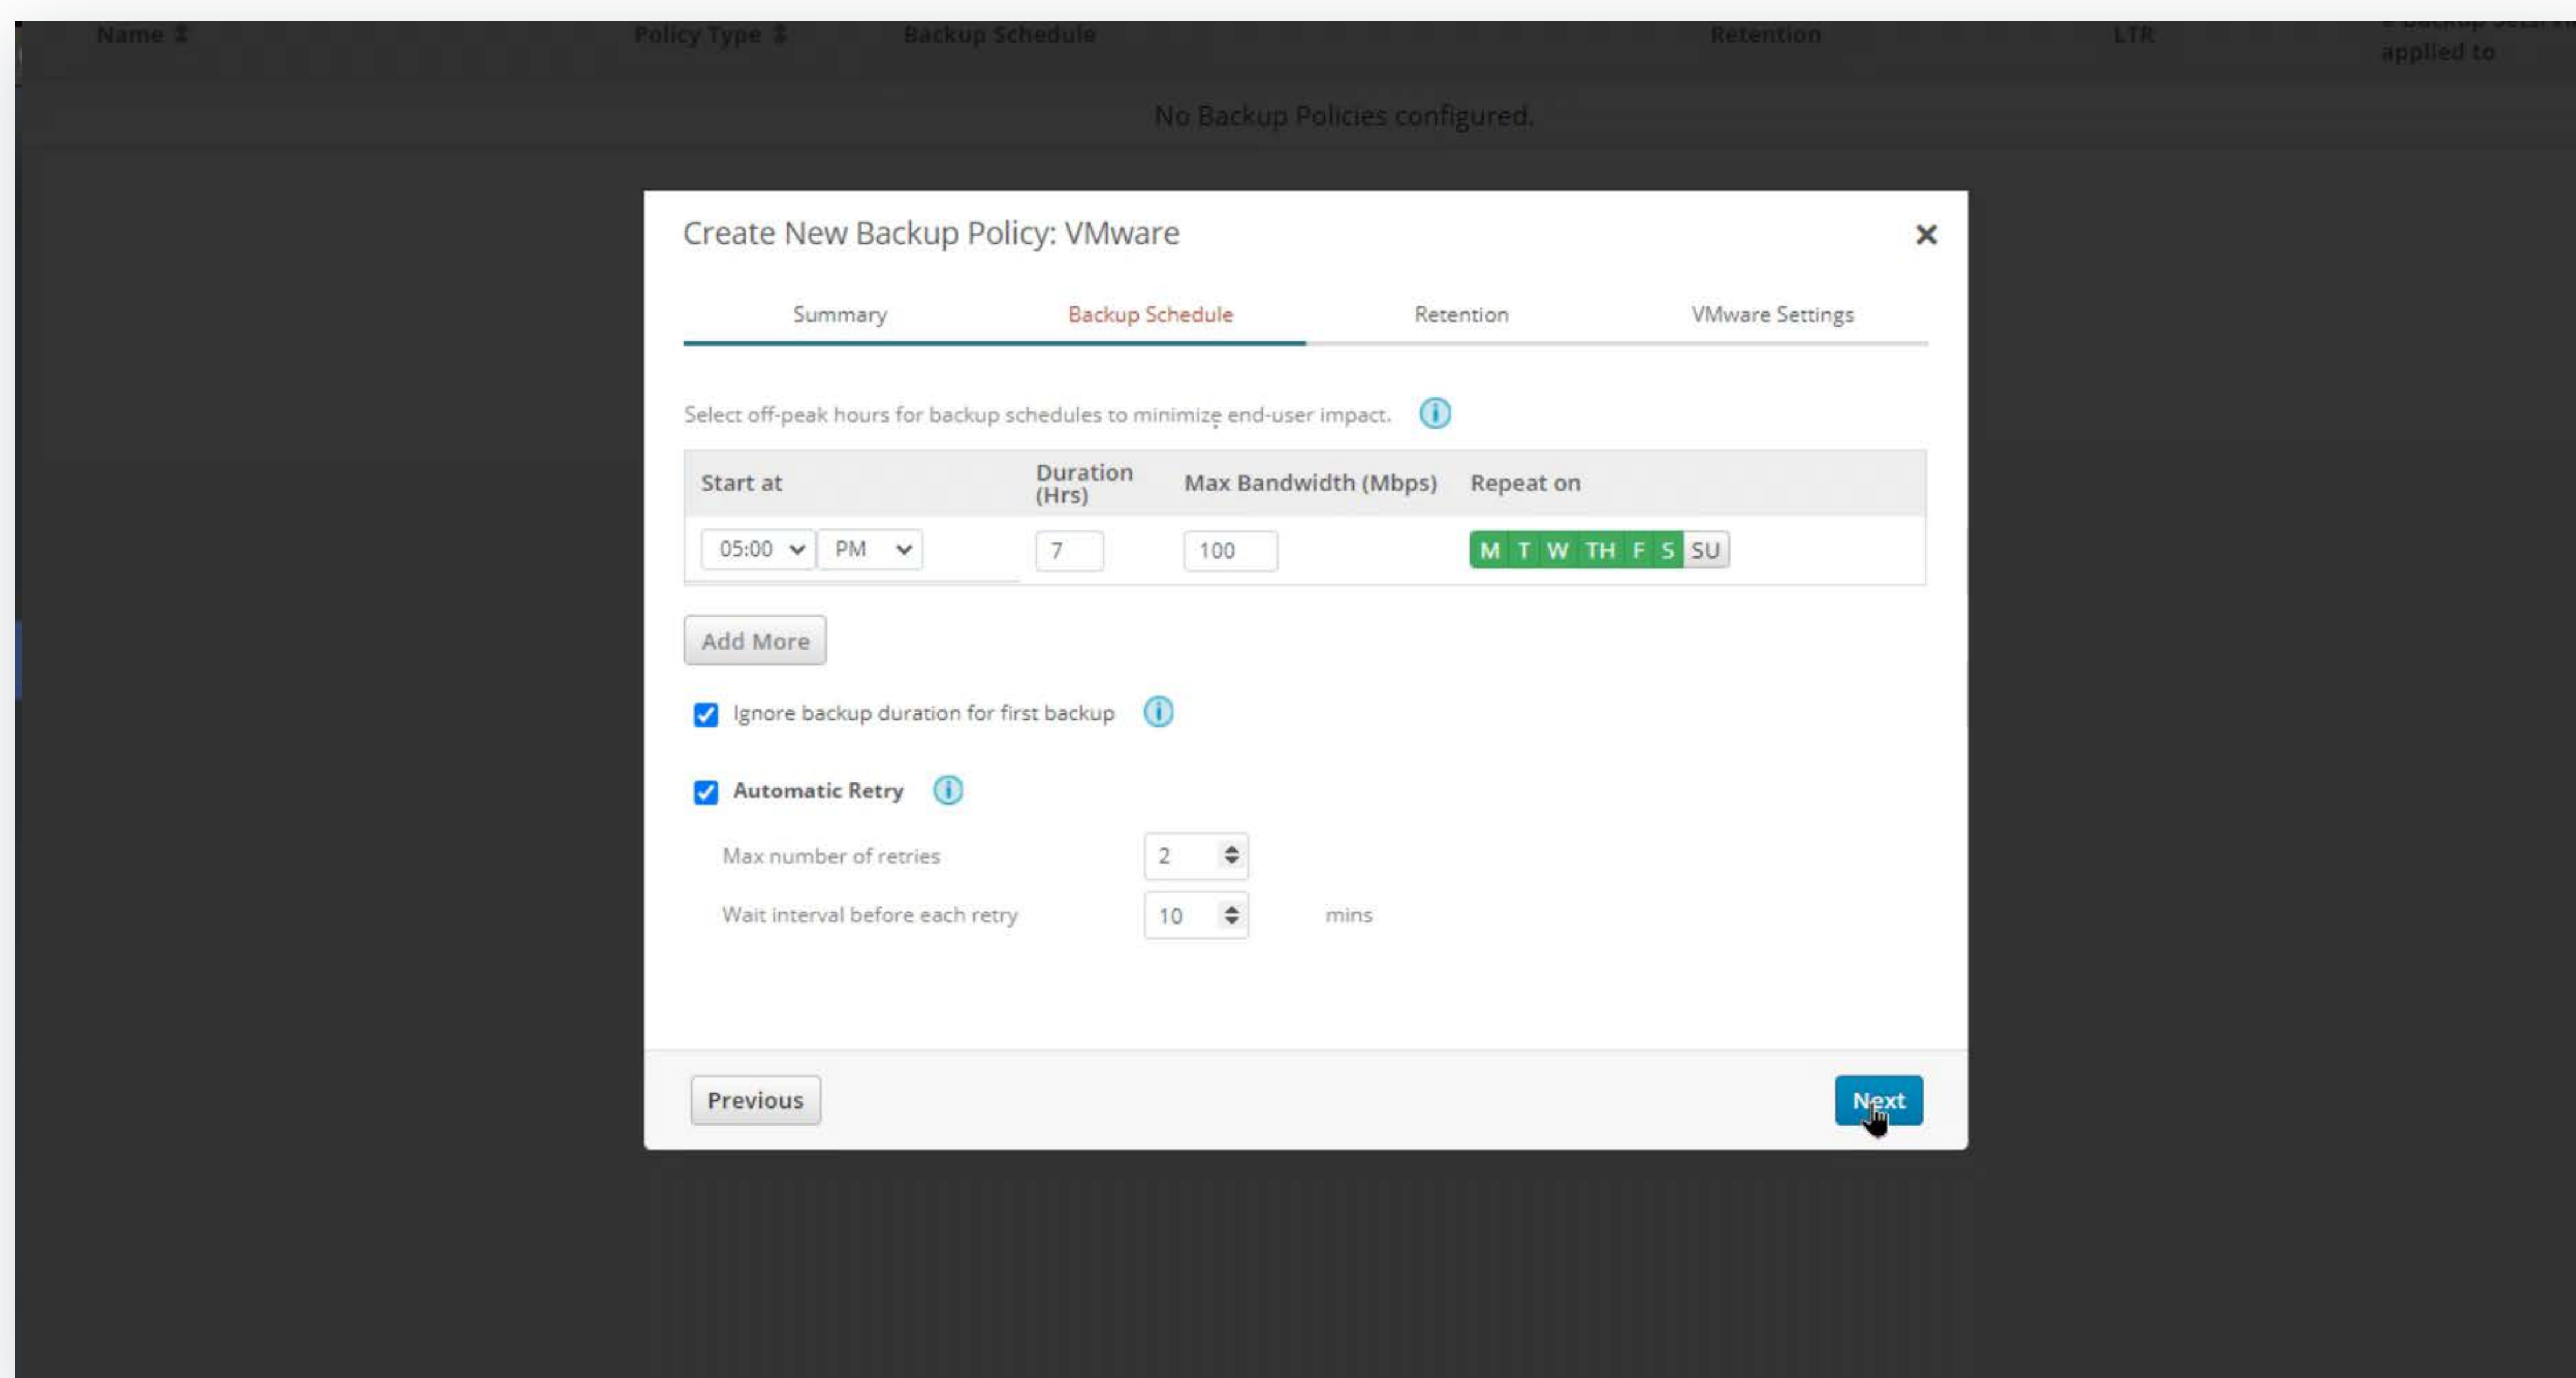 Name Policy Type Backup Schedule Retention LTR applied to
No Backup Policies configured.
Create New Backup Policy: VMware
Summary Backup Schedule Retention VMware Settings
Select off-peak hours for backup schedules to minimize end-user impact.
Start at Duration (Hrs) Max Bandwidth (Mbps) Repeat on
05:00 PM 7 100 M T W TH F S SU
Add More
Ignore backup duration for first backup
Automatic Retry
Max number of retries 2
Wait interval before each retry 10 mins
Previous Next